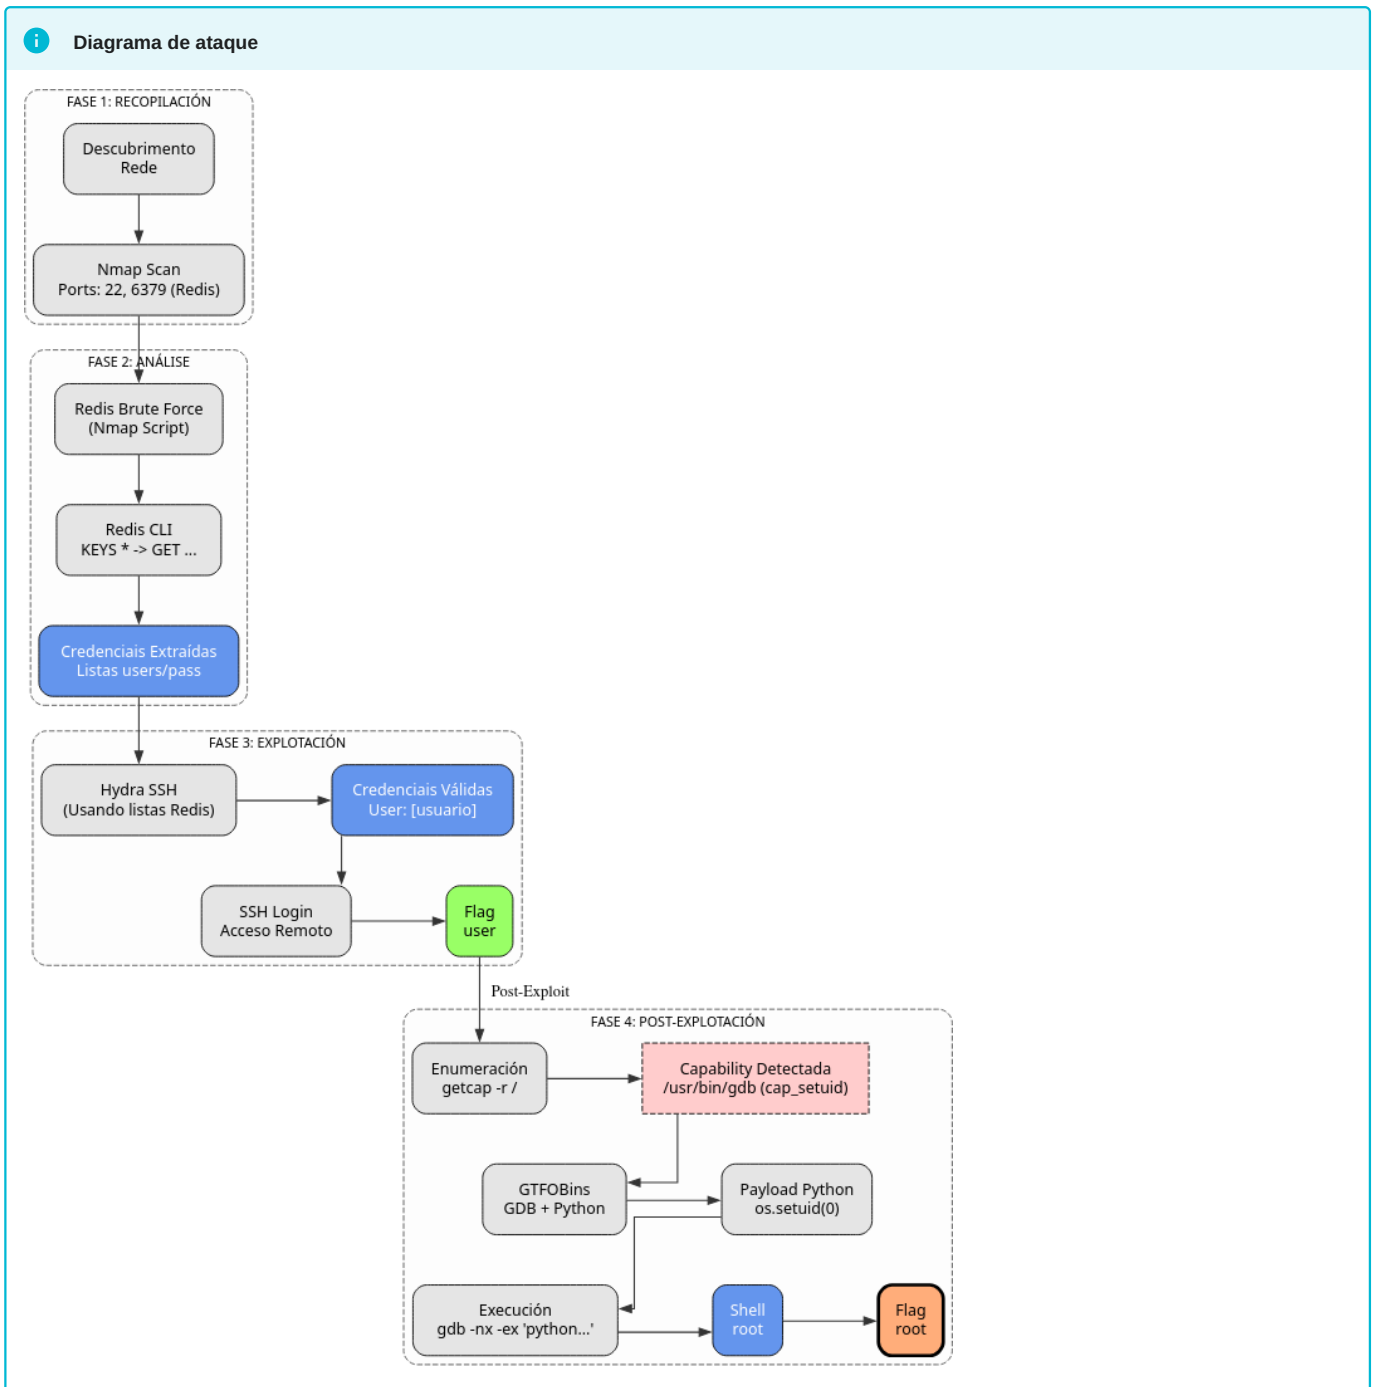 Diagrama de ataque
FASE 1: RECOPILACIÓN
Descubrimento
Rede
Nmap Scan
Ports: 22, 6379 (Redis)
FASE 2: ANÁLISE
Redis Brute Force
(Nmap Script)
Redis CLI
KEYS * -> GET ...
Credenciais Extraídas
Listas users/pass
FASE 3: EXPLOTACIÓN
Hydra SSH
(Usando listas Redis)
Credenciais Válidas
User: [usuario]
SSH Login
Acceso Remoto
Flag
user
Post-Exploit
FASE 4: POST-EXPLOTACIÓN
Enumeración
getcap -r /
Capability Detectada
/usr/bin/gdb (cap_setuid)
GTFOBins
GDB + Python
Payload Python
os.setuid(0)
Execución
gdb -nx -ex 'python...'
Shell
root
Flag
root